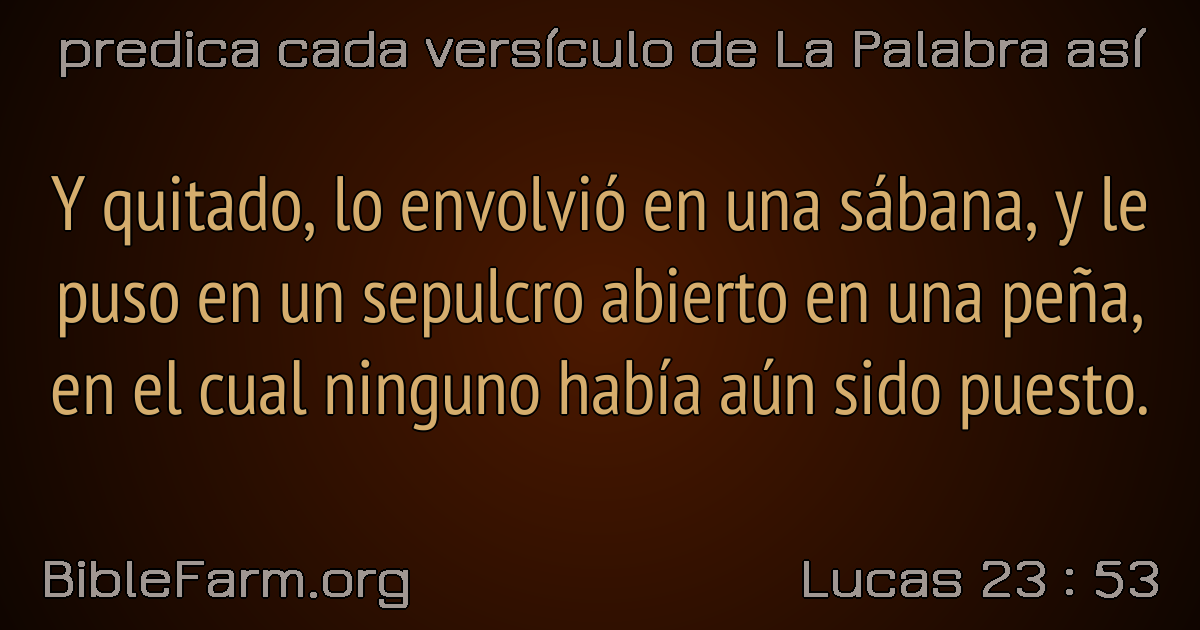 predica cada versículo de La Palabra así
Y quitado, lo envolvió en una sábana, y le
puso en un sepulcro abierto en una peña,
en el cual ninguno había aún sido puesto.
BibleFarm.org
Lucas 23 : 53